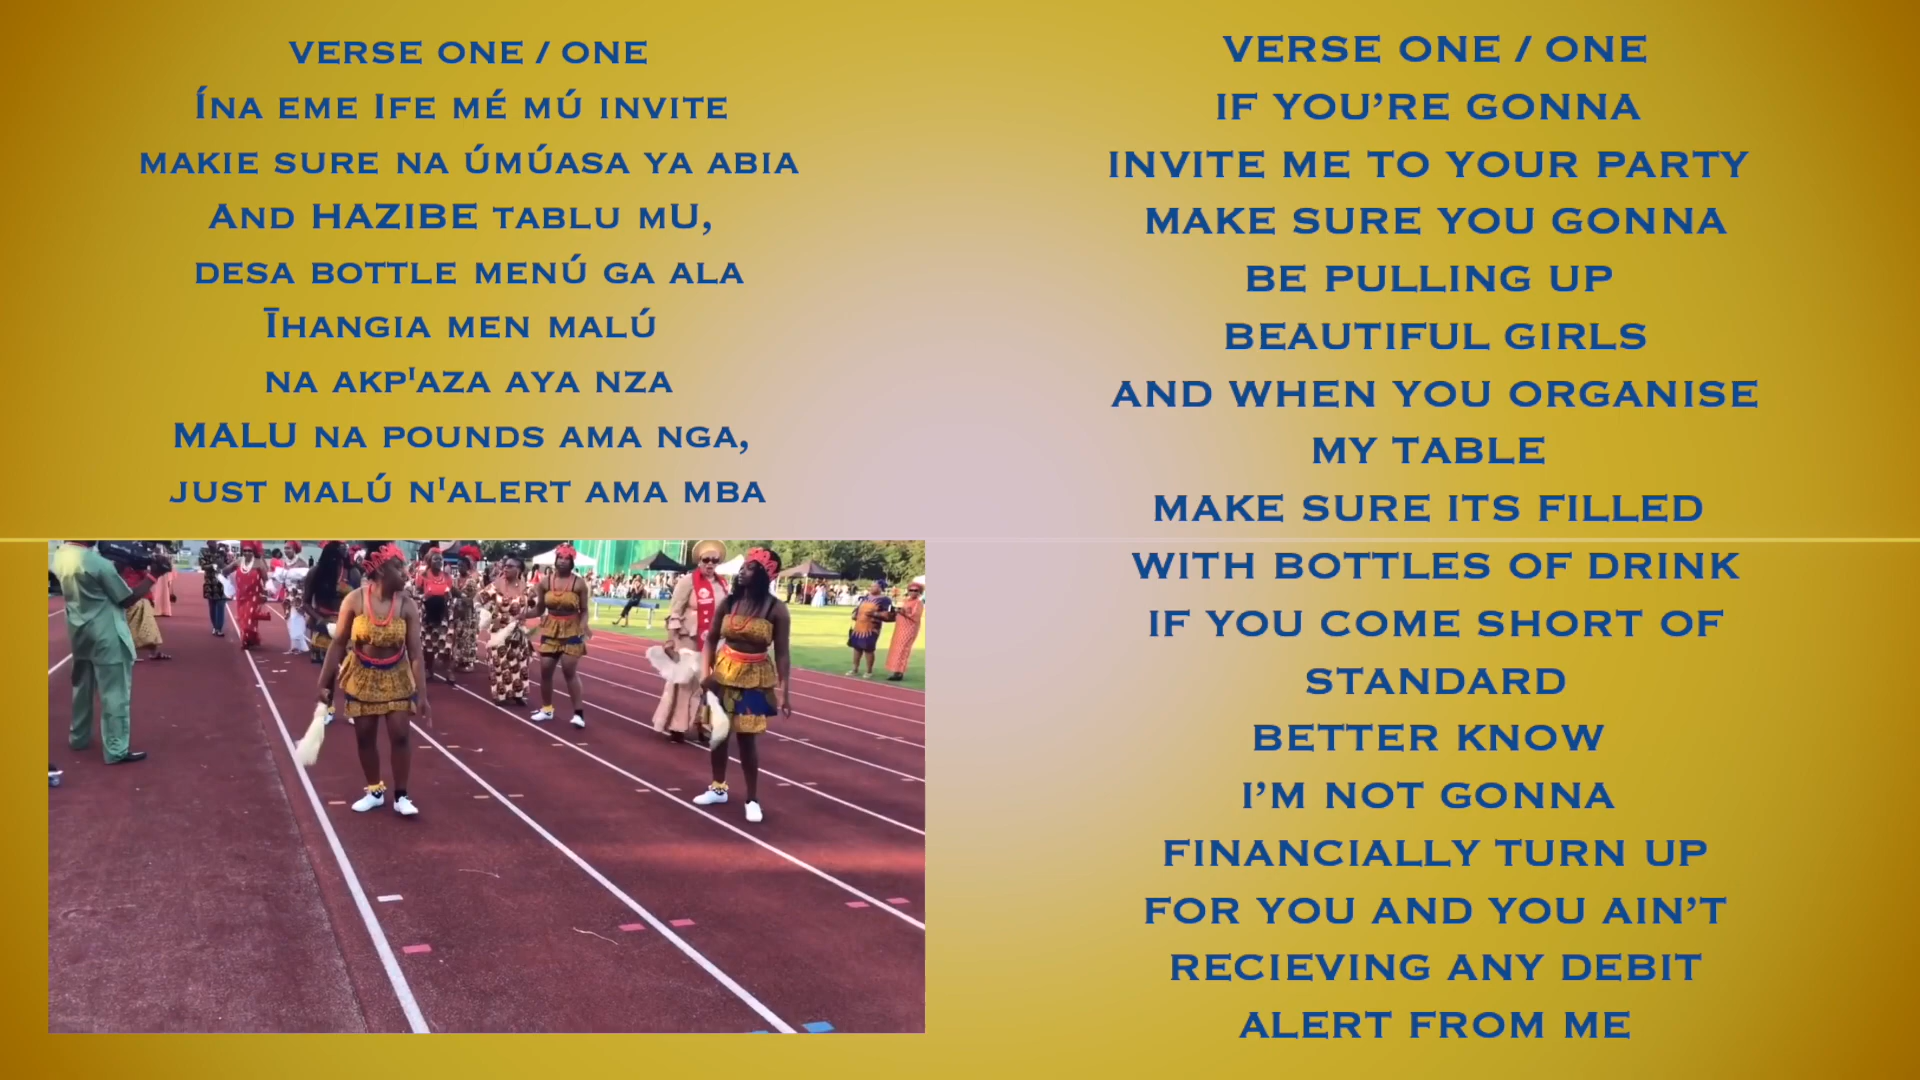 VERSE ONE / ONE
ÍNA EME IFE MÉ MÚ INVITE
MAKIE SURE NA ÚMÚASA YA ABIA
AND HAZIBE TABLU MU,
DESA BOTTLE MENÚ GA ALA
ĪHANGIA MEN MALÚ
NA AKP'AZA AYA NZA
MALU NA POUNDS AMA NGA,
JUST MALÚ N'ALERT AMA MBA
VERSE ONE / ONE
IF YOU’RE GONNA
INVITE ME TO YOUR PARTY
MAKE SURE YOU GONNA
BE PULLING UP
BEAUTIFUL GIRLS
AND WHEN YOU ORGANISE
MY TABLE
MAKE SURE ITS FILLED
WITH BOTTLES OF DRINK
IF YOU COME SHORT OF
STANDARD
BETTER KNOW
I’M NOT GONNA
FINANCIALLY TURN UP
FOR YOU AND YOU AIN’T
RECIEVING ANY DEBIT
ALERT FROM ME